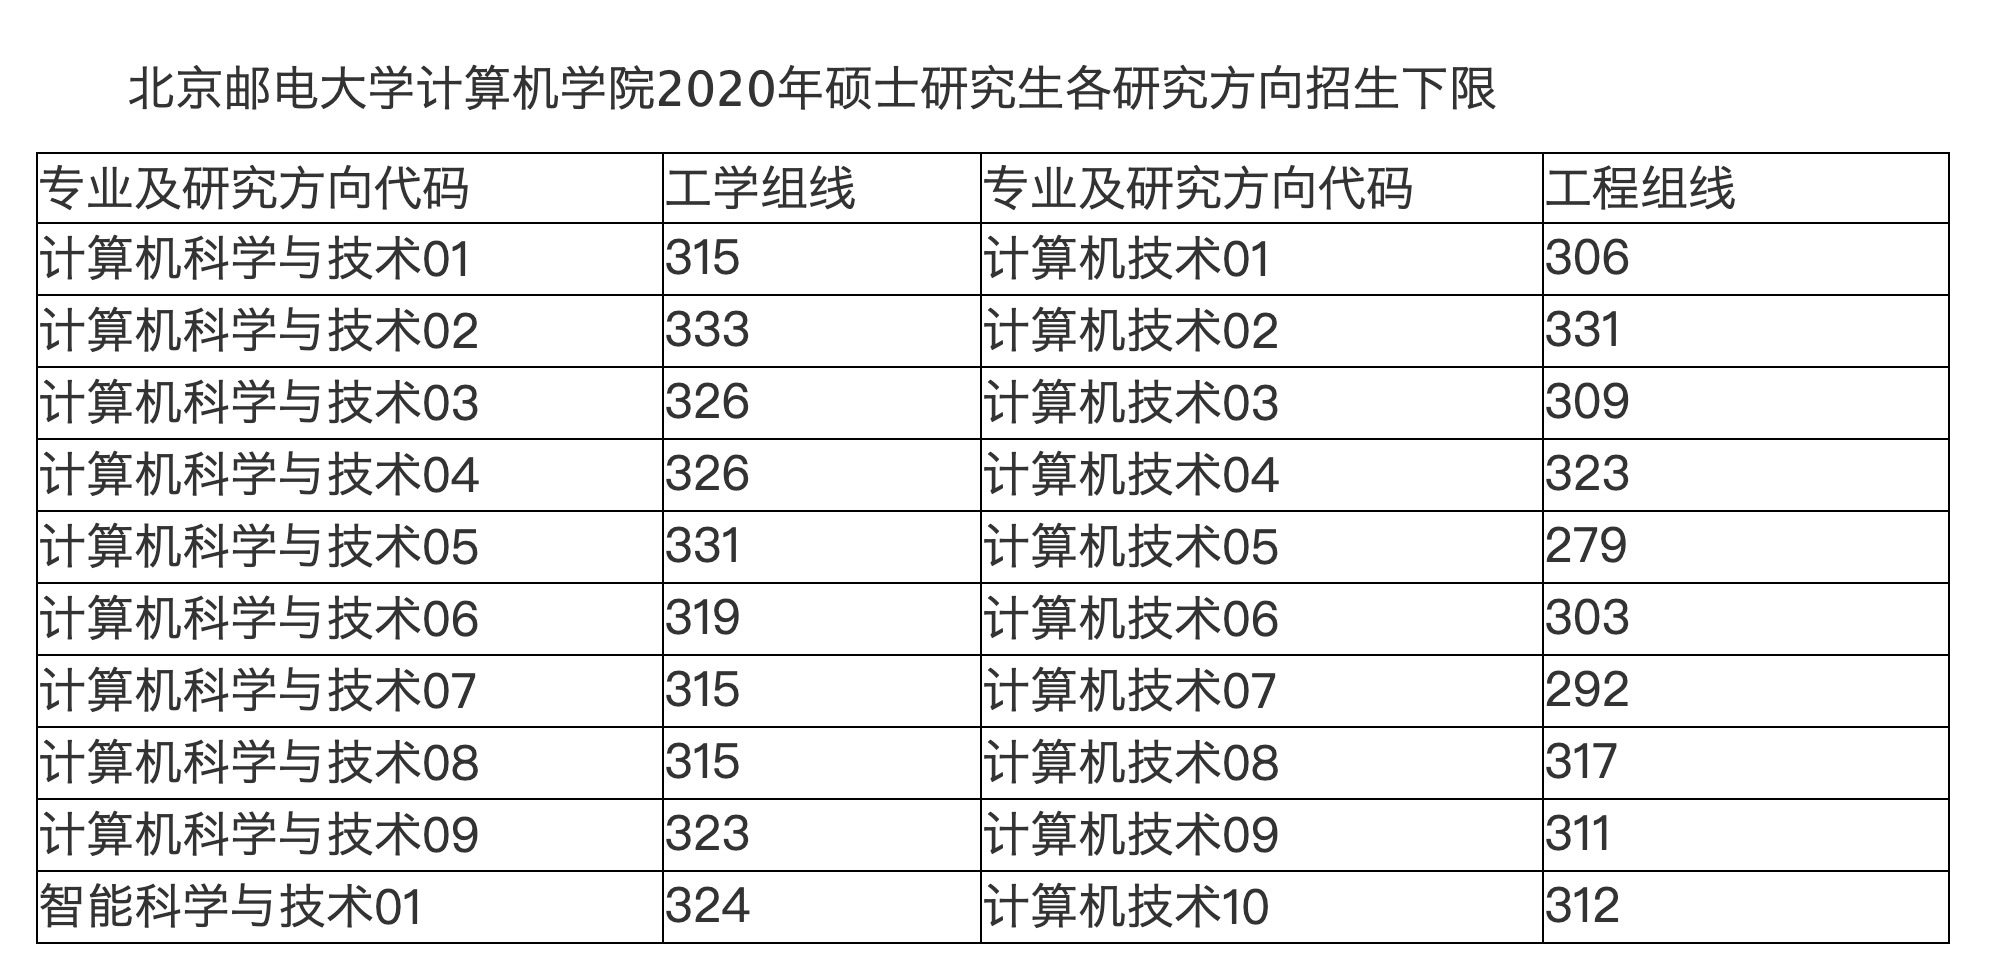 北京邮电大学计算机学院2020年硕士研究生各研究方向招生下限
专业及研究方向代码 工学组线 专业及研究方向代码 工程组线
计算机科学与技术01 315 计算机技术01 306
计算机科学与技术02 333 计算机技术02 331
计算机科学与技术03 326 计算机技术03 309
计算机科学与技术04 326 计算机技术04 323
计算机科学与技术05 331 计算机技术05 279
计算机科学与技术06 319 计算机技术06 303
计算机科学与技术07 315 计算机技术07 292
计算机科学与技术08 315 计算机技术08 317
计算机科学与技术09 323 计算机技术09 311
智能科学与技术01 324 计算机技术10 312